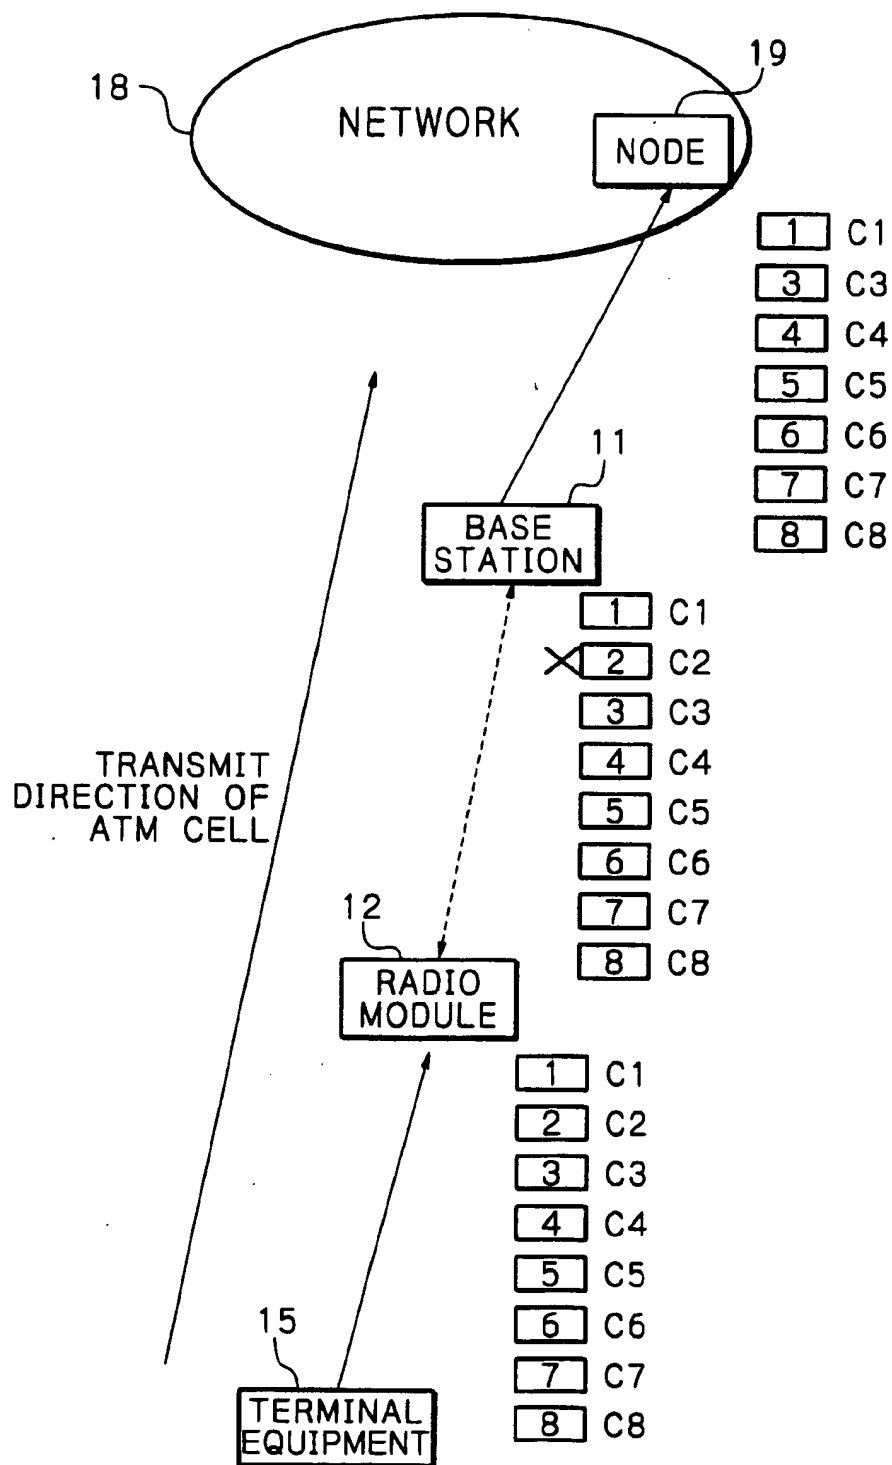 19
18
NETWORK
NODE
1 C1
3 C3
4 C4
5 C5
6 C6
7 C7
8 C8
11
BASE
STATION
1 C1
2 C2
3 C3
4 C4
5 C5
6 C6
7 C7
8 C8
TRANSMIT
DIRECTION OF
ATM CELL
12
RADIO
MODULE
1 C1
2 C2
3 C3
4 C4
5 C5
6 C6
7 C7
8 C8
15
TERMINAL
EQUIPMENT